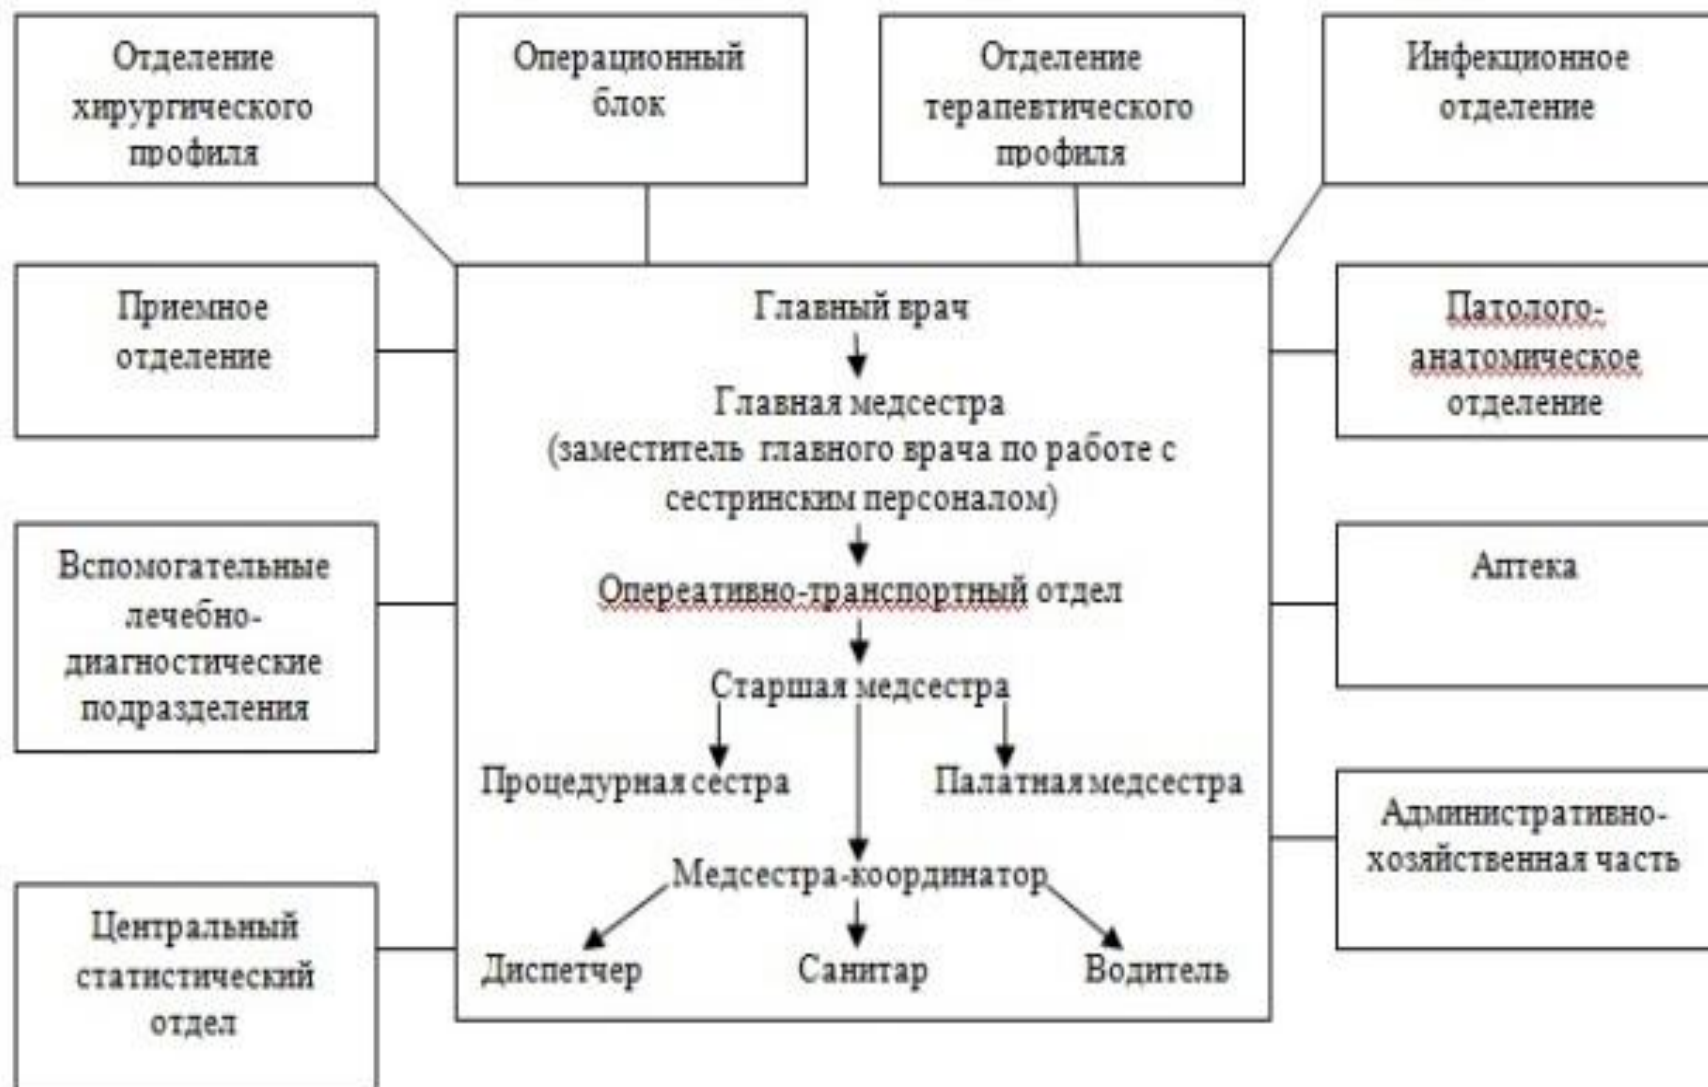 Отделение
хирургического
профиля
Операционный
блок
Отделение
терапевтического
профиля
Инфекционное
отделение
Приемное
отделение
Вспомогательные
лечебно-
диагностические
подразделения
Центральный
статистический
отдел
Главный врач
Главная медсестра
(заместитель главного врача по работе с
сестринским персоналом)
Опереативно-транспортный отдел
Старшая медсестра
Процедурная сестра
Палатная медсестра
Медсестра-координатор
Диспетчер
Санитар
Водитель
Патолого-
анатомическое
отделение
Аптека
Административно-
хозяйственная часть